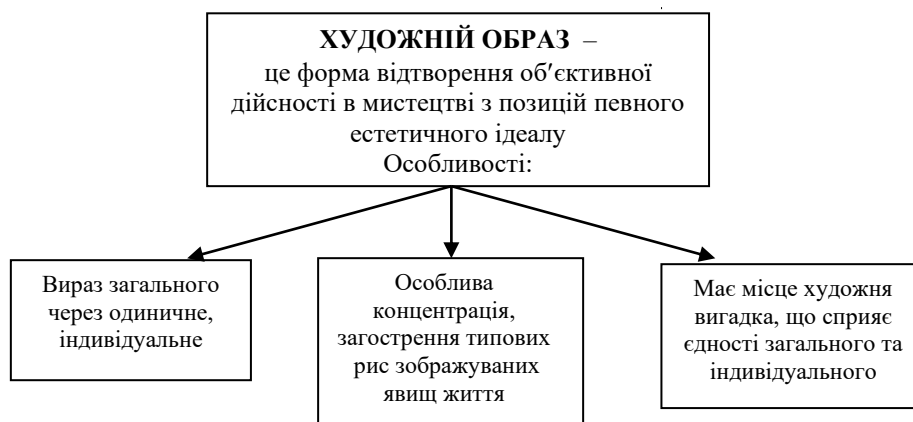 ХУДОЖНІЙ ОБРАЗ –
це форма відтворення об′єктивної
дійсності в мистецтві з позицій певного
естетичного ідеалу
Особливості:
Вираз загального
через одиничне,
індивідуальне
Особлива
концентрація,
загострення типових
рис зображуваних
явищ життя
Має місце художня
вигадка, що сприяє
єдності загального та
індивідуального